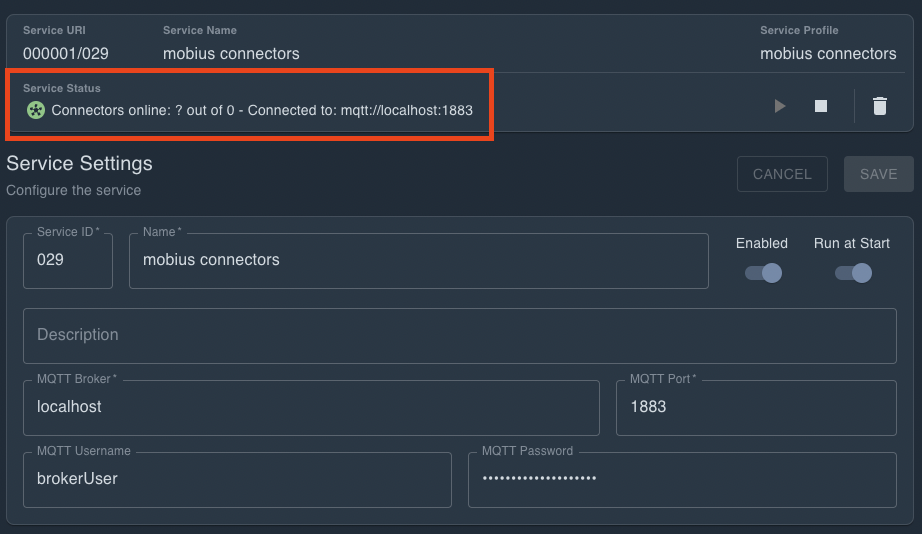 Service URI
Service Name
Service Profile
000001/029
mobius connectors
mobius connectors
Service Status
Connectors online: ? out of 0 - Connected to: mqtt://localhost:1883
Service Settings
Configure the service
CANCEL
SAVE
Service ID*
Name*
029
mobius connectors
Enabled
Run at Start
Description
MQTT Broker*
MQTT Port*
localhost
1883
MQTT Username
MQTT Password
brokerUser
••••••••••••••••••••